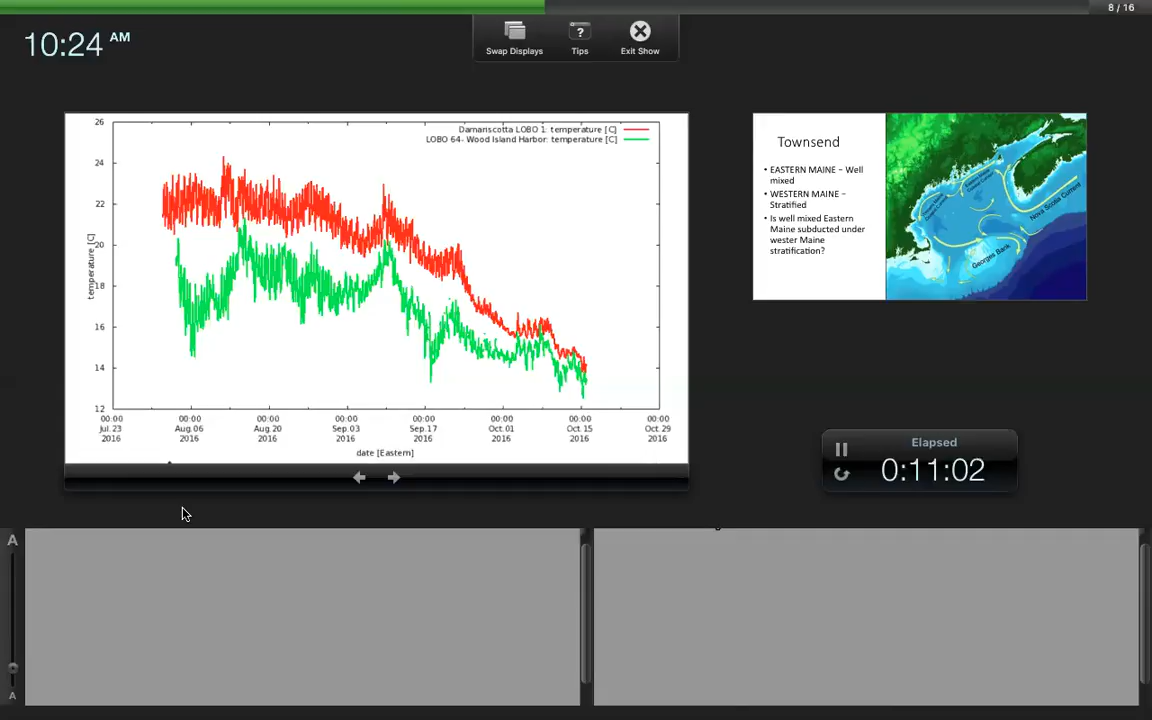 8 / 16
10:24 AM
Swap Displays
Tips
Exit Show
Damariscotta LOBO 1: temperature [C]
LOBO 64- Wood Island Harbor: temperature [C]
26
24
22
20
18
16
14
12
temperature [C]
00:00 00:00 00:00 00:00 00:00 00:00 00:00 00:00
Jul.23 Aug.06 Aug.20 Sep.03 Sep.17 Oct.01 Oct.15 Oct.29
2016 2016 2016 2016 2016 2016 2016 2016
date [Eastern]
Townsend
• EASTERN MAINE – Well
mixed
• WESTERN MAINE –
Stratified
• Is well mixed Eastern
Maine subducted under
wester Maine
stratification?
Nova Scotia Current
Georges Bank
Elapsed
0:11:02
A
A